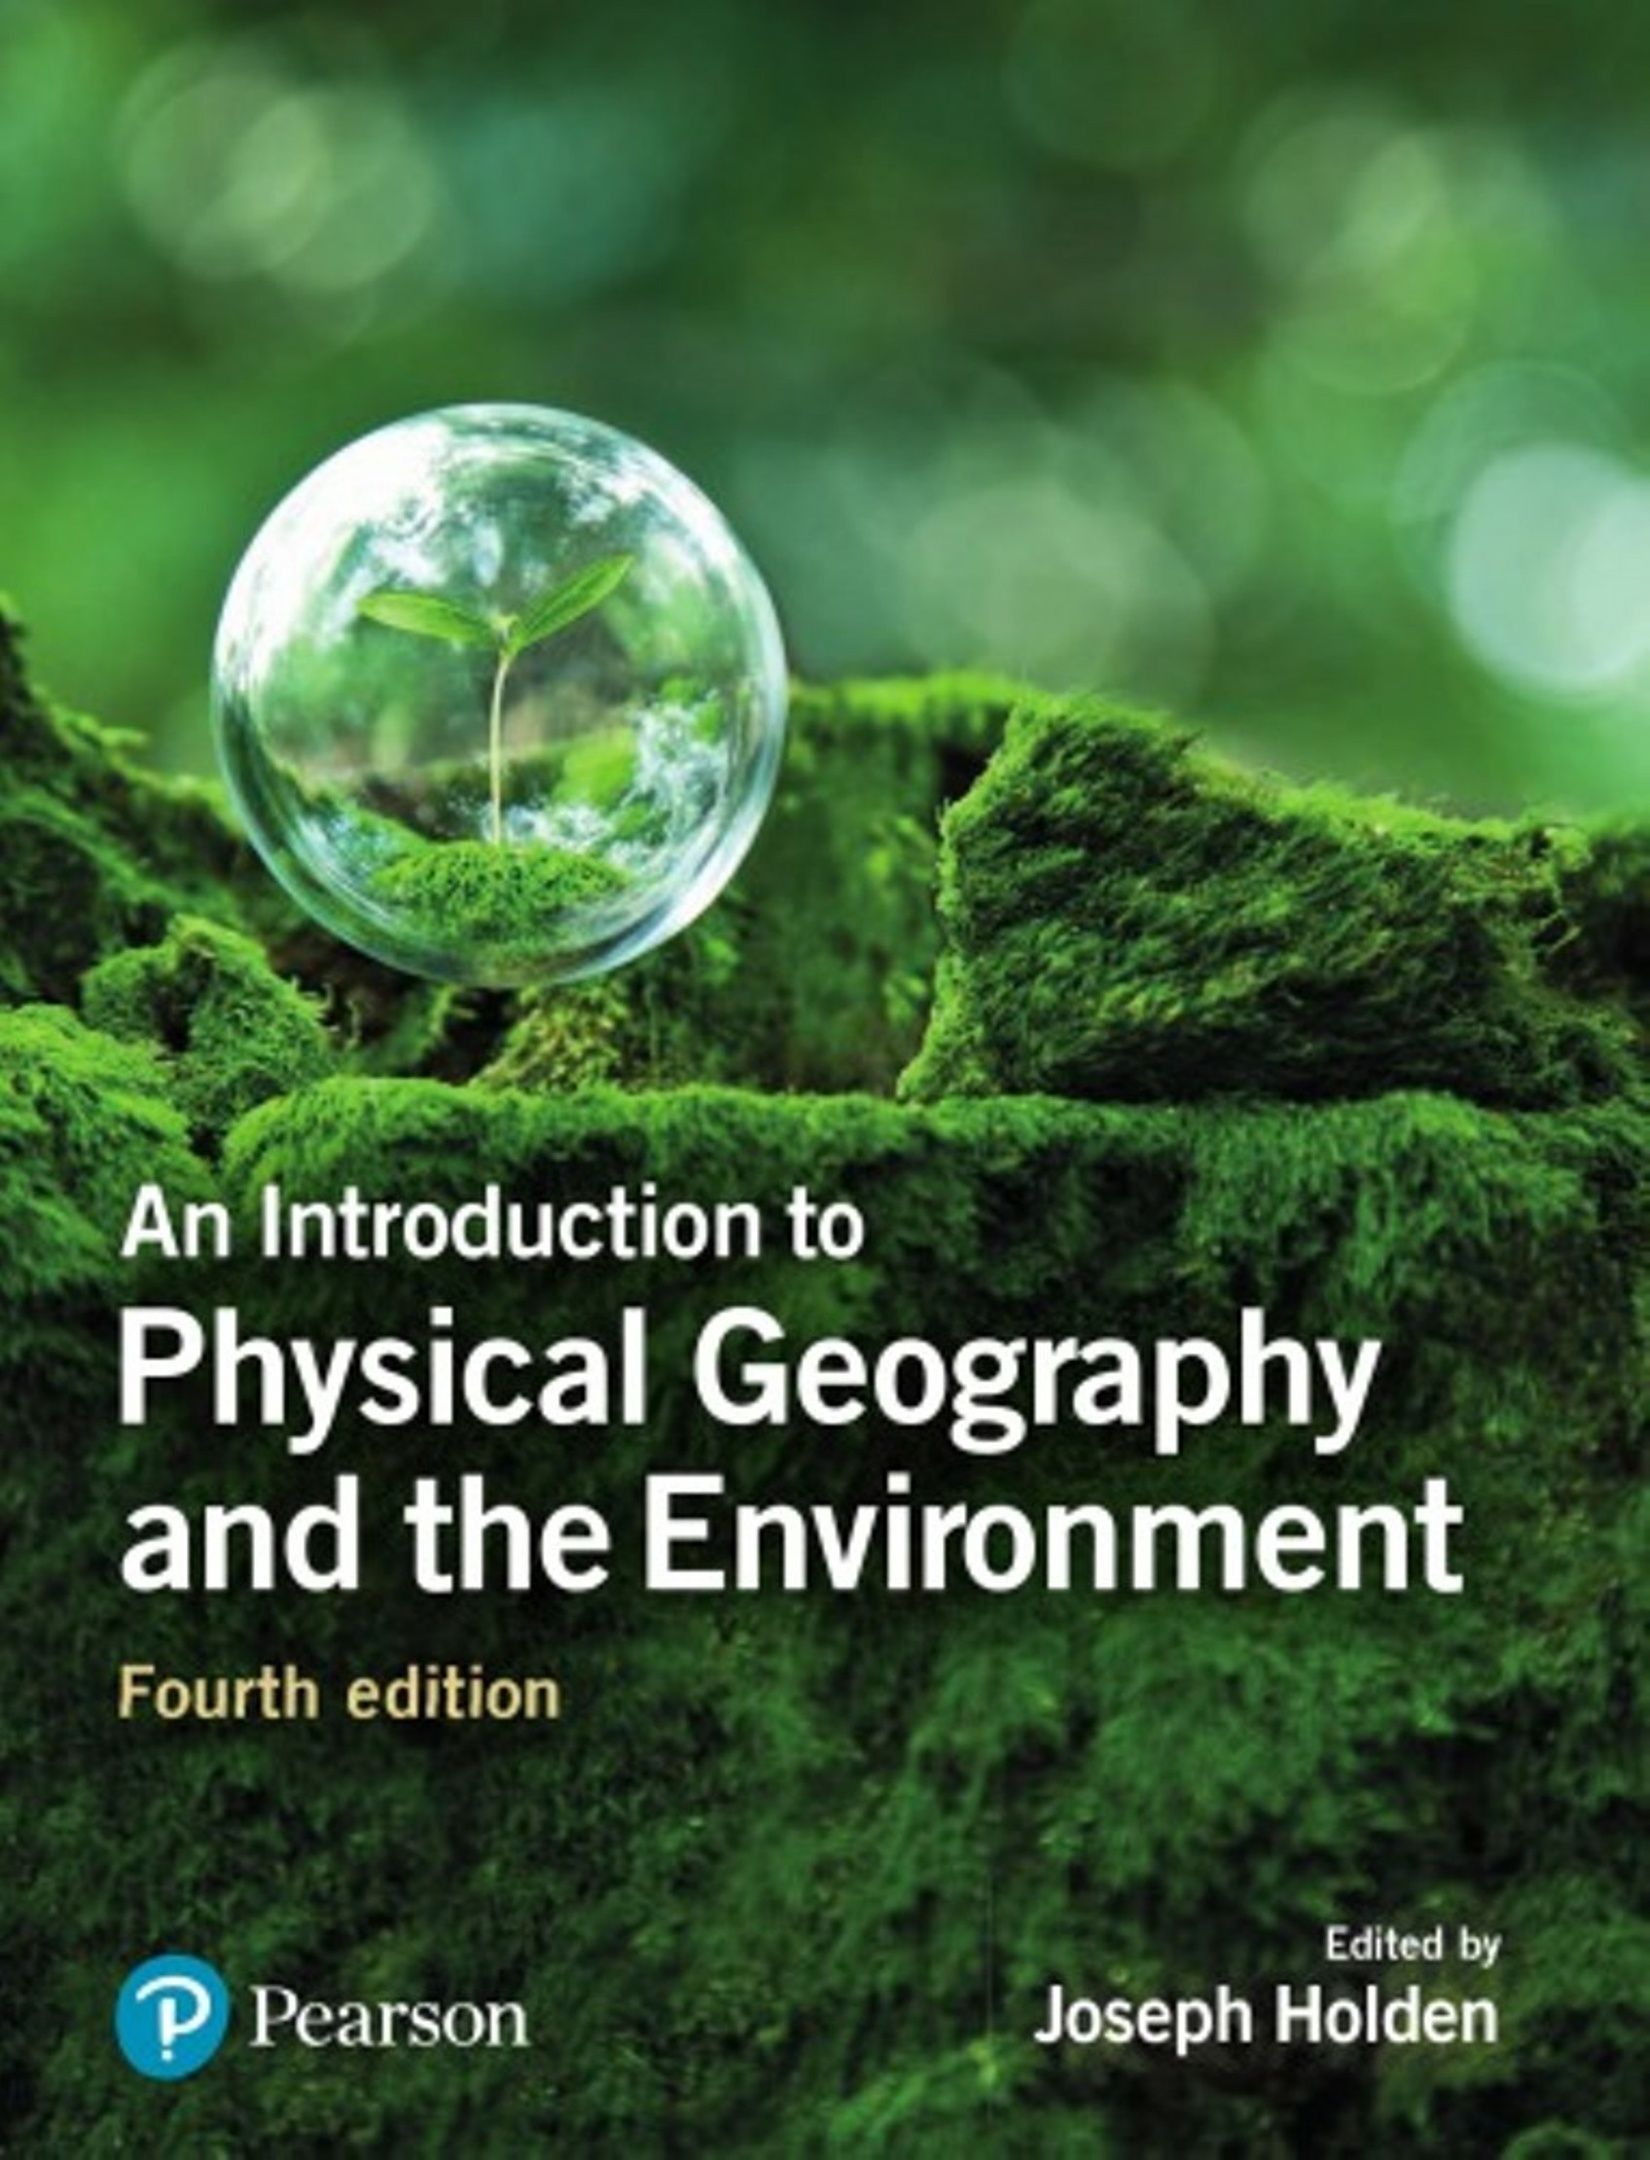 An Introduction to
Physical Geography
and the Environment
Fourth edition
Edited by
Joseph Holden
Pearson